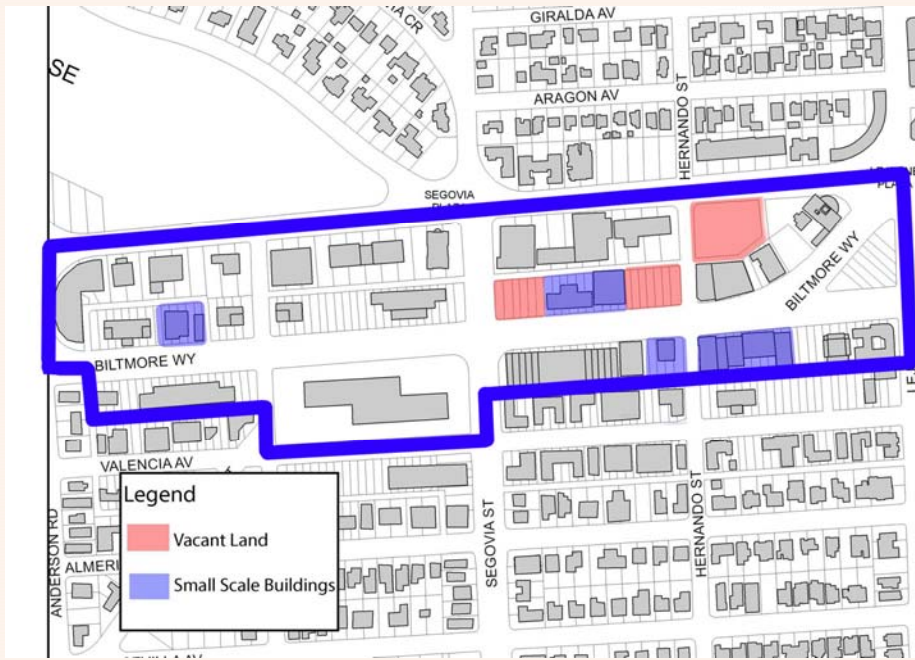 GIRALDA AV
SE
ARAGON AV
HERNANDO ST
SEGOVIA
BILTMORE WY
BILTMORE WY
VALENCIA AV
Legend
Vacant Land
Small Scale Buildings
ANDERSON RD
SEGOVIA ST
HERNANDO ST